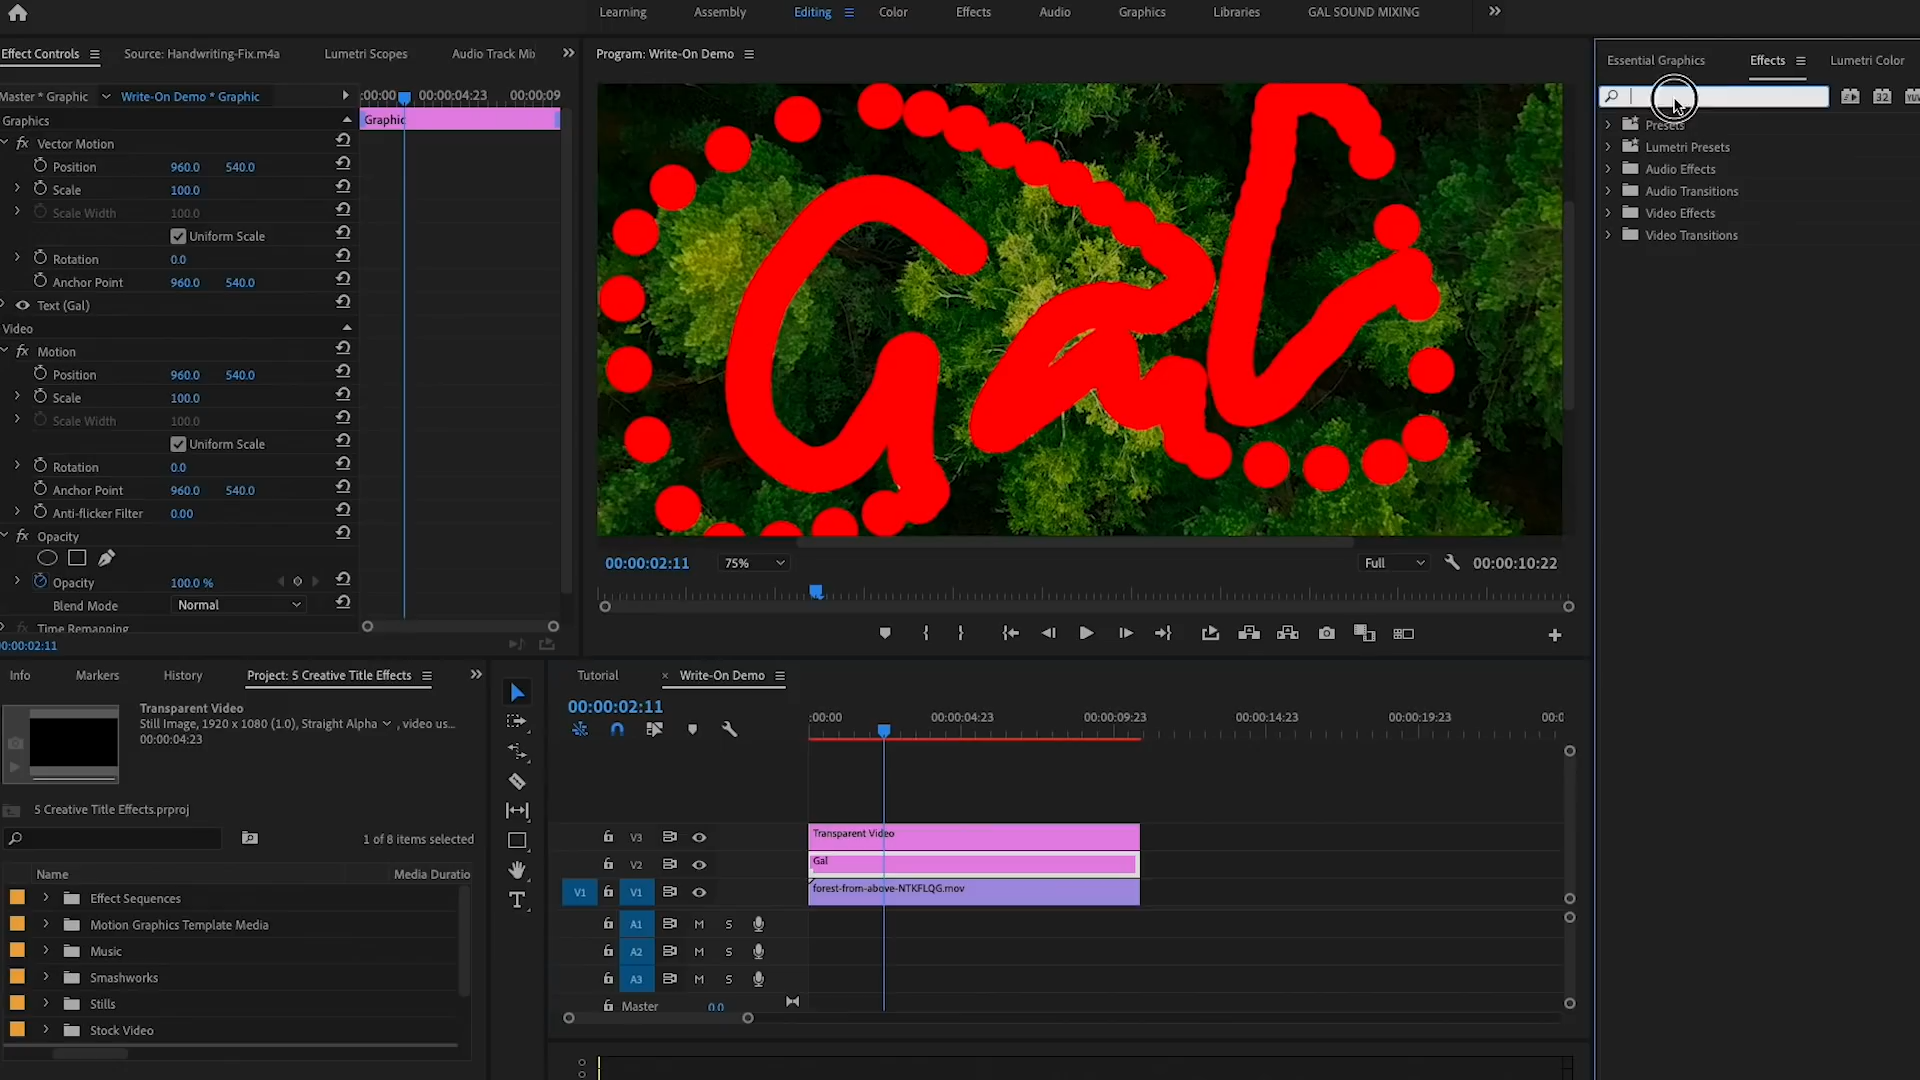 Learning Assembly Editing Color Effects Audio Graphics Libraries GAL SOUND MIXING
Effect Controls Source: Handwriting-Fix.m4a Lumetri Scopes Audio Track Mi
Program: Write-On Demo
Essential Graphics Effects Lumetri Color
Master * Graphic Write-On Demo * Graphic :00:00 00:00:04:23 00:00:09
Graphics
Graphic
Vector Motion
Position 960.0 540.0
Scale 100.0
Scale Width 100.0
Uniform Scale
Rotation 0.0
Anchor Point 960.0 540.0
Text (Gal)
Video
Motion
Position 960.0 540.0
Scale 100.0
Scale Width 100.0
Uniform Scale
Rotation 0.0
Anchor Point 960.0 540.0
Anti-flicker Filter 0.00
Opacity
Opacity 100.0 %
Blend Mode Normal
Time Remapping
0:00:02:11
Gal
00:00:02:11 75% Full 00:00:10:22
32
Presets
Lumetri Presets
Audio Effects
Audio Transitions
Video Effects
Video Transitions
Info Markers History Project: 5 Creative Title Effects
Transparent Video
Still Image, 1920 x 1080 (1.0), Straight Alpha , video us...
00:00:04:23
5 Creative Title Effects.prproj
1 of 8 items selected
Name Media Duratio
Effect Sequences
Motion Graphics Template Media
Music
Smashworks
Stills
Stock Video
Tutorial × Write-On Demo
00:00:02:11
:00:00 00:00:04:23 00:00:09:23 00:00:14:23 00:00:19:23 00:0
V3 Transparent Video
V2 Gal
V1 V1 forest-from-above-NTKFLQG.mov
A1 M S
A2 M S
A3 M S
Master 0.0